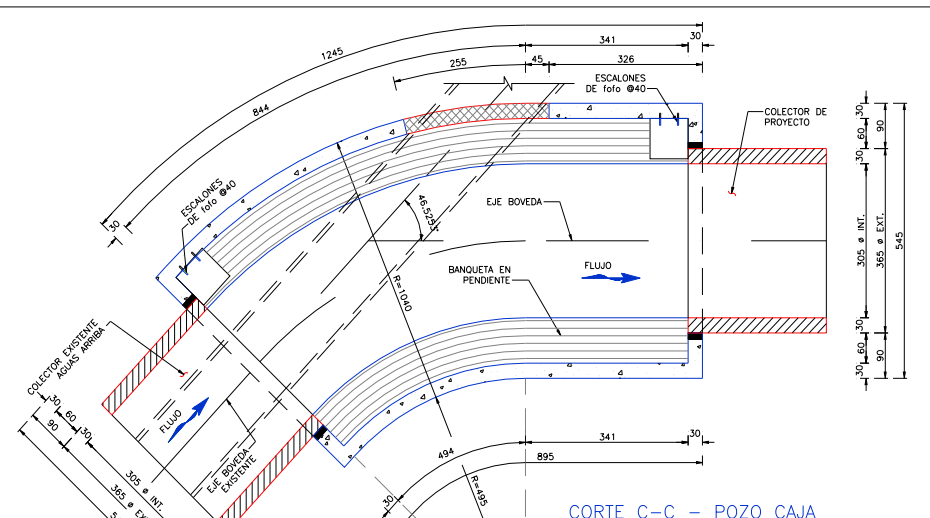 1245
341
30
844
255
45
326
ESCALONES
DE fofo @40
COLECTOR DE
PROYECTO
30
60
90
30
ESCALONES
DE fofo @40
46.5253°
EJE BOVEDA
30
305 ø INT.
365 ø EXT.
545
BANQUETA EN
PENDIENTE
FLUJO
R=1040
30
60
90
30
COLECTOR EXISTENTE
AGUAS ARRIBA
30
60
90
30
FLUJO
305 ø INT.
EJE BOVEDA
EXISTENTE
494
341
30
895
R=495
30
CORTE C-C - POZO CAJA